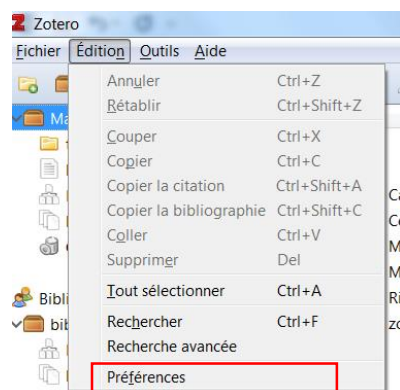 Zotero
Fichier Édition Outils Aide
Annuler Ctrl+Z
Rétablir Ctrl+Shift+Z
Couper Ctrl+X
Copier Ctrl+C
Copier la citation Ctrl+Shift+A
Copier la bibliographie Ctrl+Shift+C
Coller Ctrl+V
Supprimer Del
Tout sélectionner Ctrl+A
Rechercher Ctrl+F
Recherche avancée
Préférences